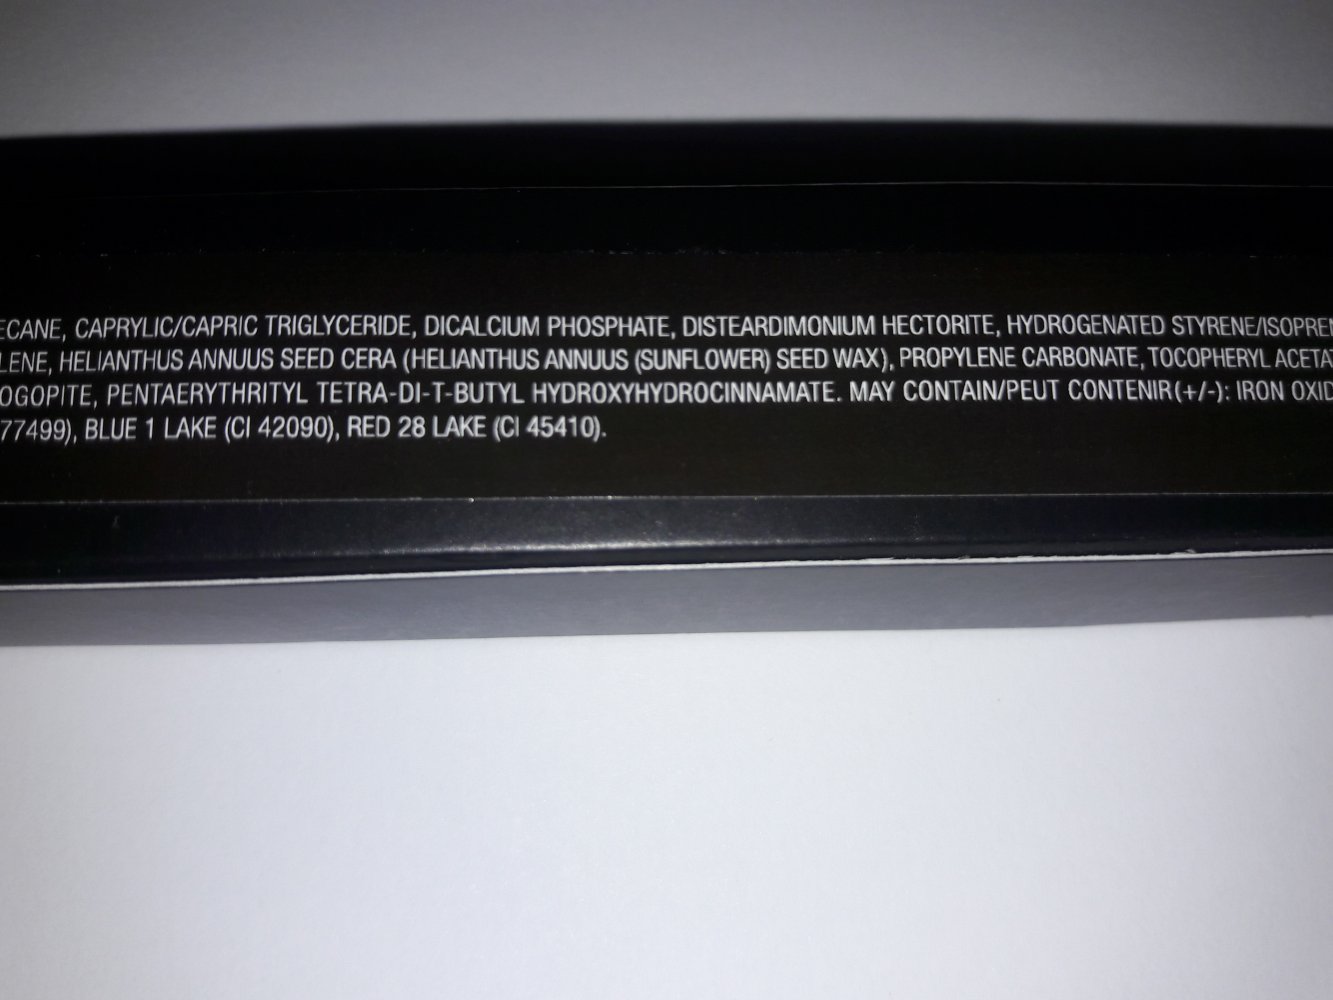 ECANE, CAPRYLIC/CAPRIC TRIGLYCERIDE, DICALCIUM PHOSPHATE, DISTEARDIMONIUM HECTORITE, HYDROGENATED STYRENE/ISOPREN
LENE, HELIANTHUS ANNUUS SEED CERA (HELIANTHUS ANNUUS (SUNFLOWER) SEED WAX), PROPYLENE CARBONATE, TOCOPHERYL ACETAT
OGOPITE, PENTAERYTHRITYL TETRA-DI-T-BUTYL HYDROXYHYDROCINNAMATE. MAY CONTAIN/PEUT CONTENIR(+/-): IRON OXID
77499), BLUE 1 LAKE (CI 42090), RED 28 LAKE (CI 45410).